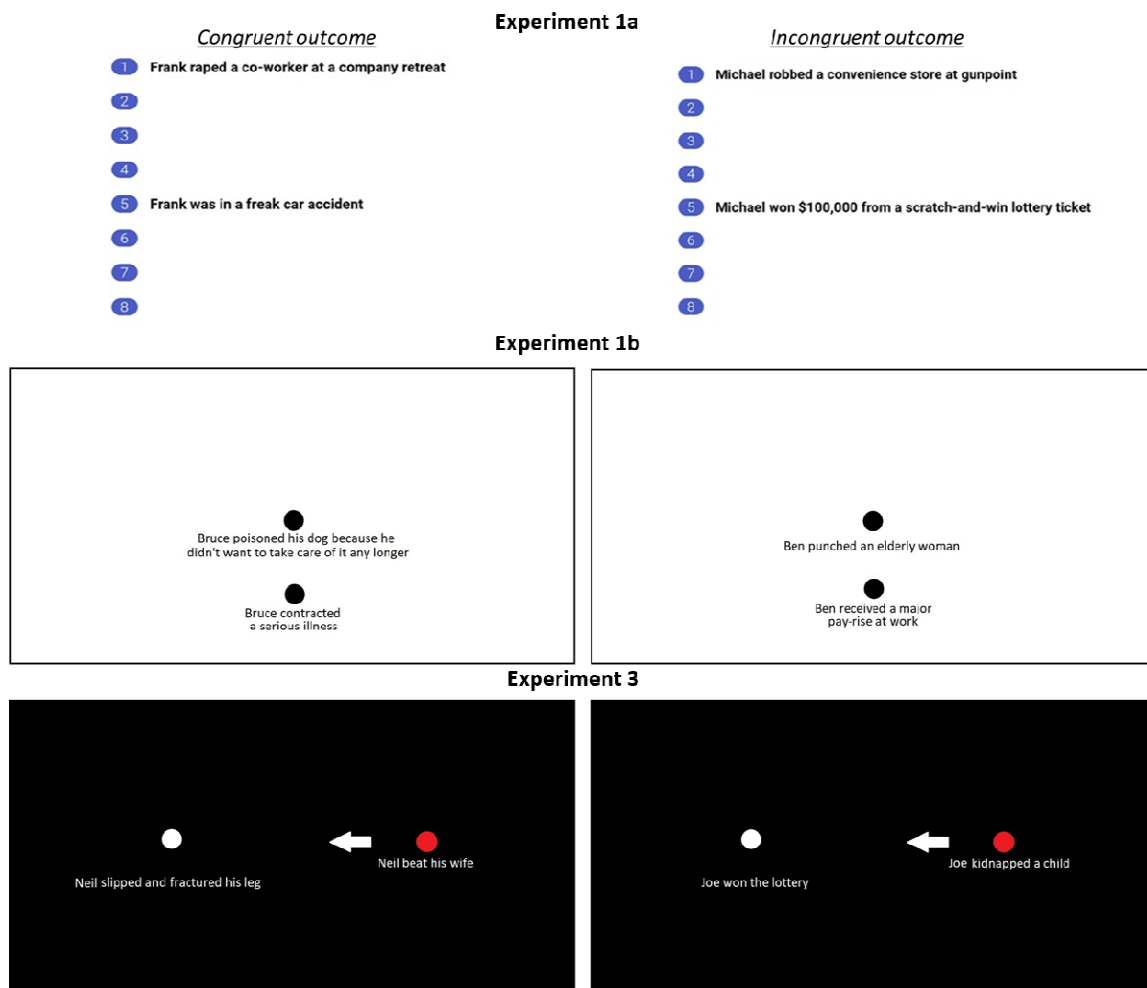 Experiment 1a
Congruent outcome
1 Frank raped a co-worker at a company retreat
2
3
4
5 Frank was in a freak car accident
6
7
8
Incongruent outcome
1 Michael robbed a convenience store at gunpoint
2
3
4
5 Michael won $100,000 from a scratch-and-win lottery ticket
6
7
8
Experiment 1b
Bruce poisoned his dog because he
didn't want to take care of it any longer
Bruce contracted
a serious illness
Ben punched an elderly woman
Ben received a major
pay-rise at work
Experiment 3
Neil beat his wife
Neil slipped and fractured his leg
Joe kidnapped a child
Joe won the lottery